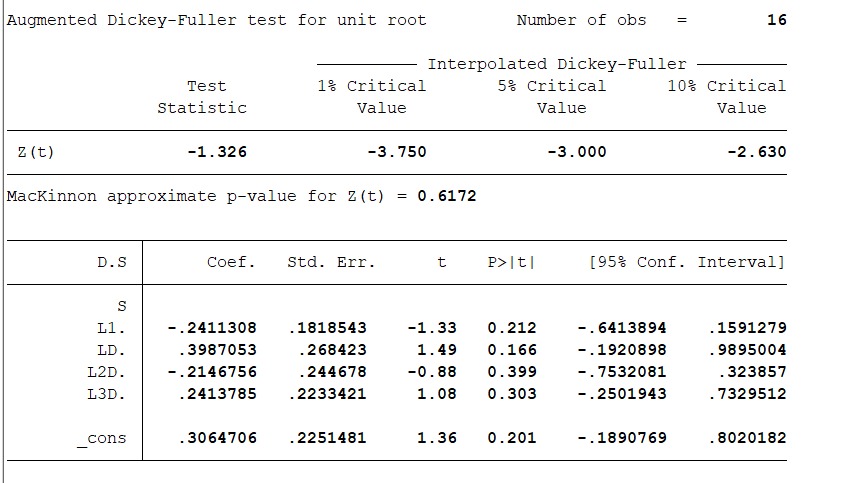 Augmented Dickey-Fuller test for unit root Number of obs = 16
Interpolated Dickey-Fuller
Test 1% Critical 5% Critical 10% Critical
Statistic Value Value Value
Z(t) -1.326 -3.750 -3.000 -2.630
MacKinnon approximate p-value for Z(t) = 0.6172
D.S Coef. Std. Err. t P>|t| [95% Conf. Interval]
S
L1. -.2411308 .1818543 -1.33 0.212 -.6413894 .1591279
LD. .3987053 .268423 1.49 0.166 -.1920898 .9895004
L2D. -.2146756 .244678 -0.88 0.399 -.7532081 .323857
L3D. .2413785 .2233421 1.08 0.303 -.2501943 .7329512
_cons .3064706 .2251481 1.36 0.201 -.1890769 .8020182